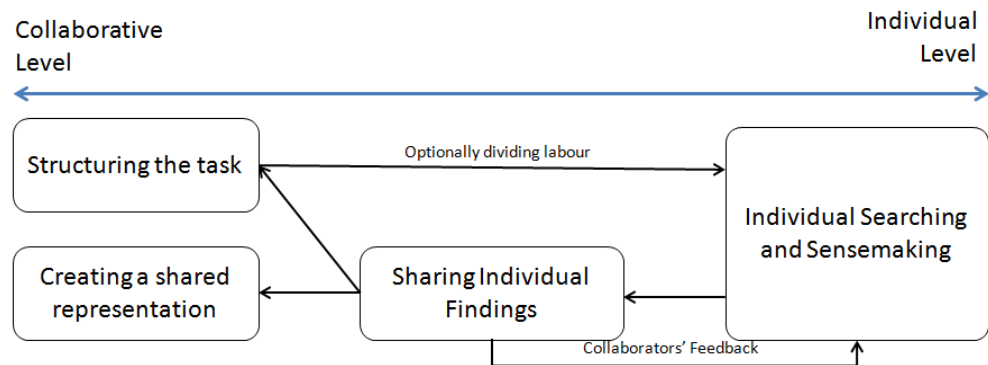 Collaborative
Level
Individual
Level
Structuring the task
Optionally dividing labour
Individual Searching
and Sensemaking
Creating a shared
representation
Sharing Individual
Findings
Collaborators' Feedback